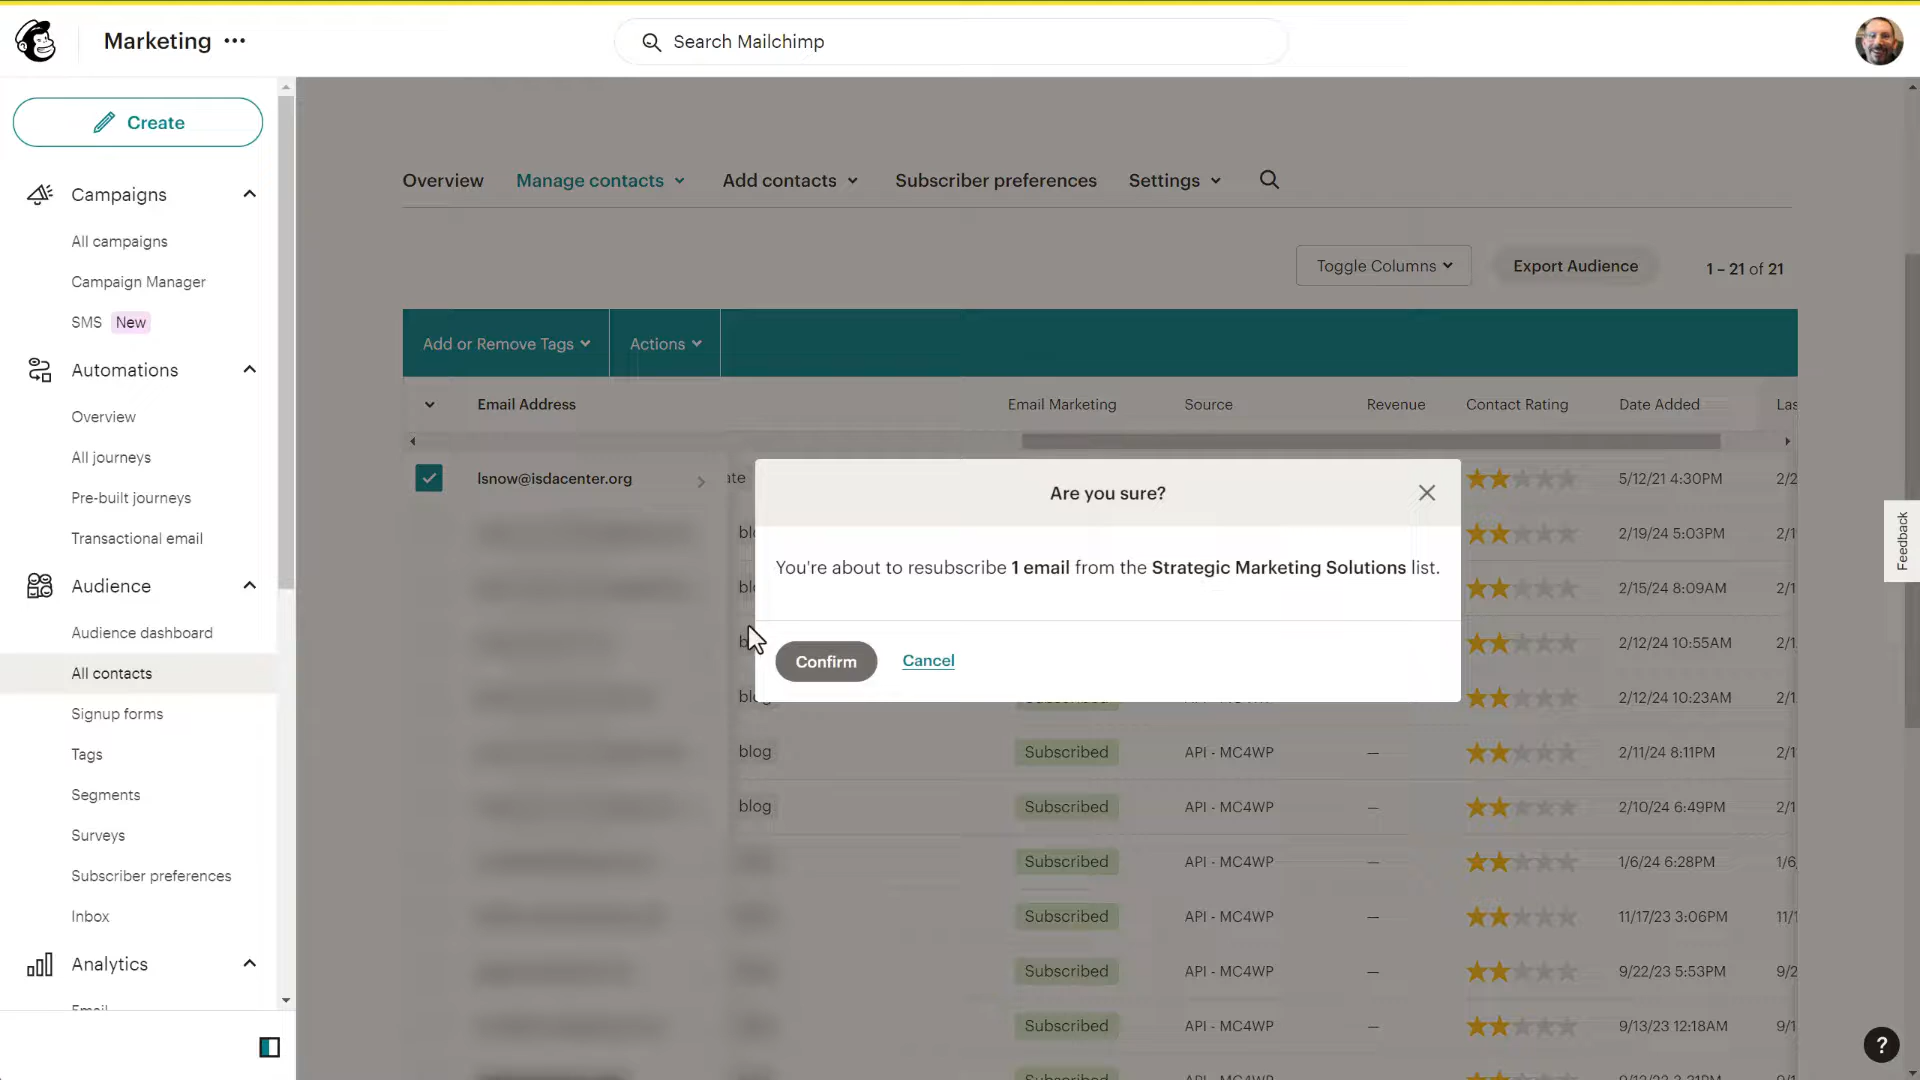 Marketing
Search Mailchimp
Create
Campaigns
All campaigns
Campaign Manager
SMS New
Automations
Overview
All journeys
Pre-built journeys
Transactional email
Audience
Audience dashboard
All contacts
Signup forms
Tags
Segments
Surveys
Subscriber preferences
Inbox
Analytics
Email
Overview Manage contacts Add contacts Subscriber preferences Settings
Toggle Columns Export Audience 1 – 21 of 21
Add or Remove Tags Actions
Email Address Email Marketing Source Revenue Contact Rating Date Added Las
lsnow@isdacenter.org ate 5/12/21 4:30PM 2/2
Are you sure?
2/19/24 5:03PM 2/1
You're about to resubscribe 1 email from the Strategic Marketing Solutions list.
2/15/24 8:09AM 2/1
2/12/24 10:55AM 2/1
Confirm Cancel
2/12/24 10:23AM 2/1
blog Subscribed API - MC4WP – 2/11/24 8:11PM 2/1
blog Subscribed API - MC4WP – 2/10/24 6:49PM 2/1
Subscribed API - MC4WP – 1/6/24 6:28PM 1/6,
Subscribed API - MC4WP – 11/17/23 3:06PM 11/1
Subscribed API - MC4WP – 9/22/23 5:53PM 9/2
Subscribed API - MC4WP – 9/13/23 12:18AM 9/1
Feedback
?